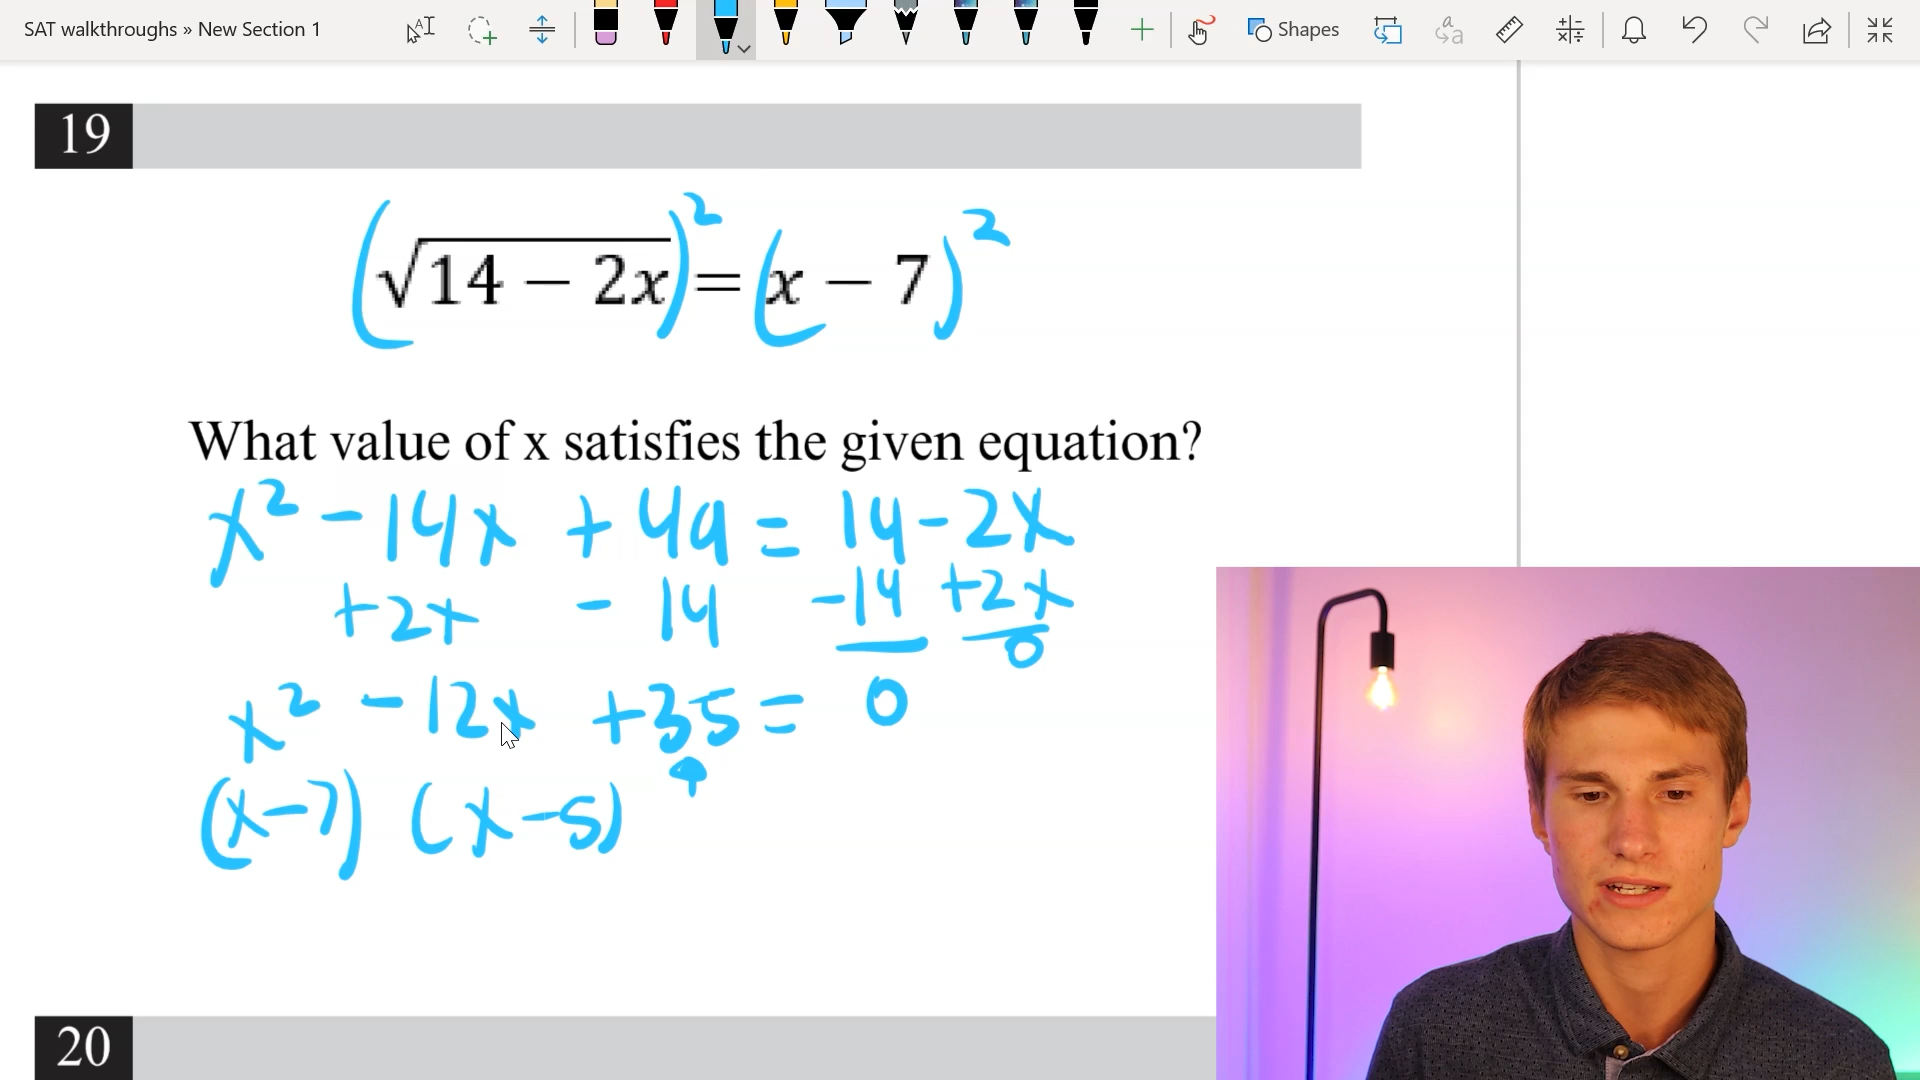 SAT walkthroughs » New Section 1
Shapes
19
(√14 − 2x)² = (x − 7)²
What value of x satisfies the given equation?
x² - 14x + 49 = 14 - 2x
+2x - 14 -14 +2x
0
x² - 12x +35 = 0
(x-7) (x-5)
20